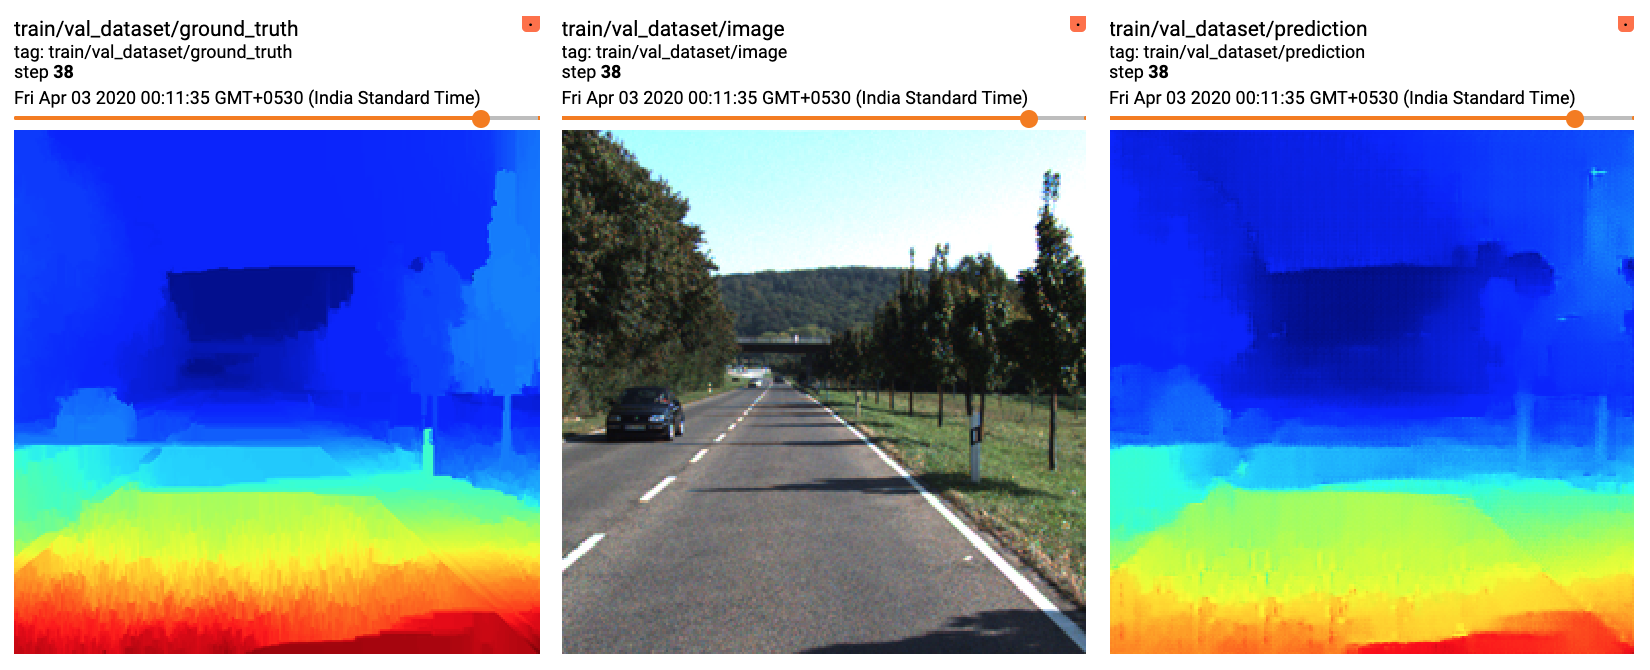 train/val_dataset/ground_truth
tag: train/val_dataset/ground_truth
step 38
Fri Apr 03 2020 00:11:35 GMT+0530 (India Standard Time)
train/val_dataset/image
tag: train/val_dataset/image
step 38
Fri Apr 03 2020 00:11:35 GMT+0530 (India Standard Time)
train/val_dataset/prediction
tag: train/val_dataset/prediction
step 38
Fri Apr 03 2020 00:11:35 GMT+0530 (India Standard Time)